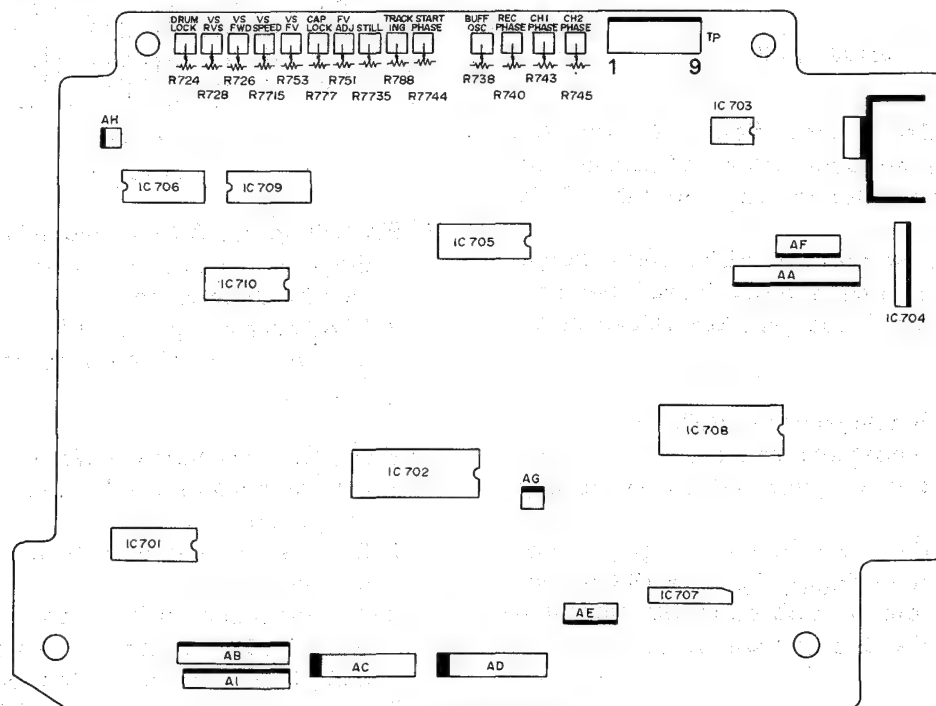 DRUM LOCK
VS RVS
VS FWD
VS SPEED
VS FV
CAP LOCK
FV ADJ
STILL
TRACK ING
START PHASE
BUFF OSC
REC PHASE
CH1 PHASE
CH2 PHASE
TP
1 9
R724 R726 R753 R751 R788 R738 R743
R728 R7715 R777 R7735 R7744 R740 R745
AH
IC 703
IC 706
IC 709
IC 705
AF
AA
IC710
IC 704
IC 708
IC 702
AG
IC701
IC707
AE
AB
AC
AD
AI